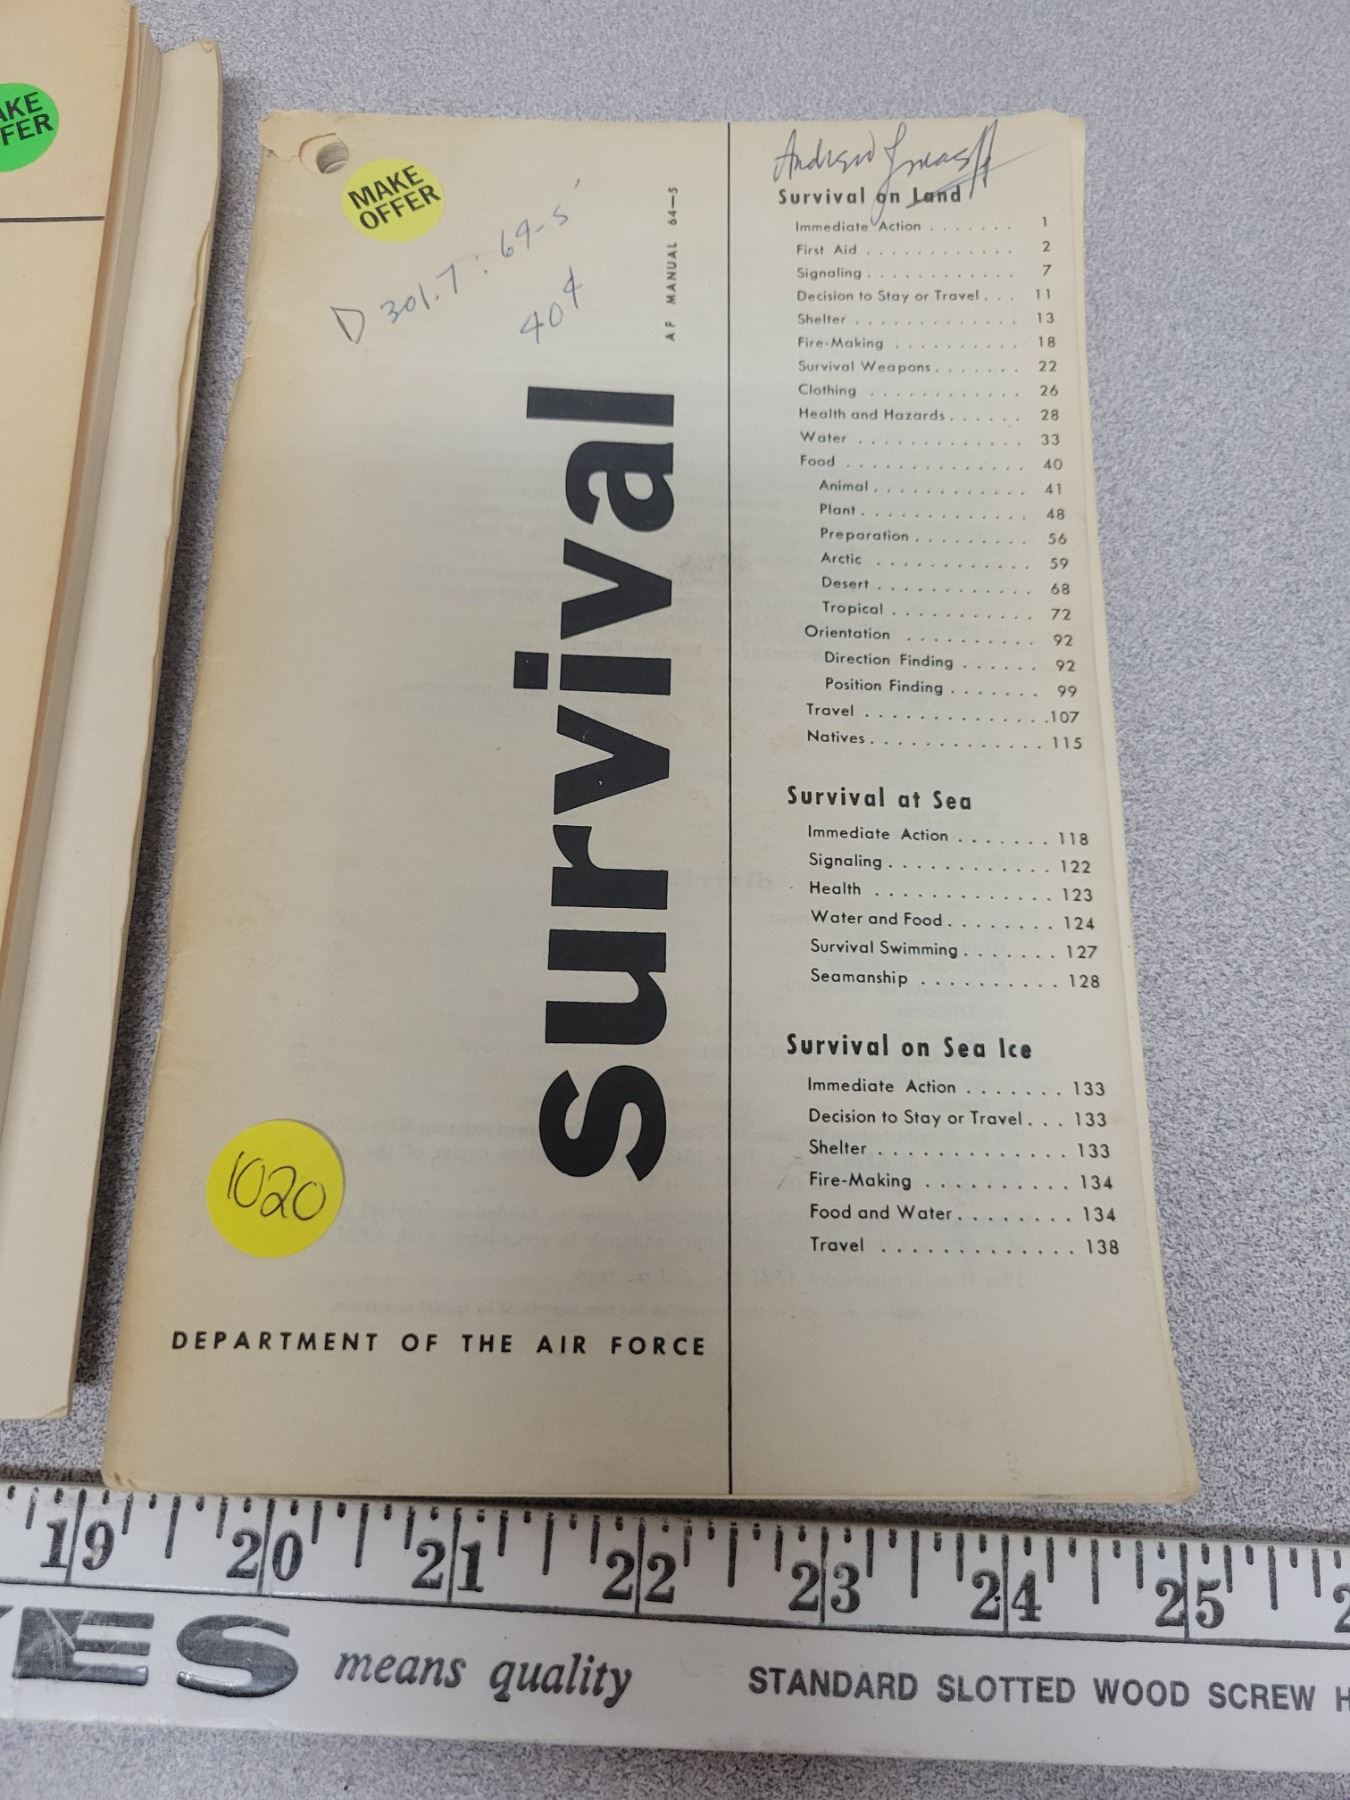 AKE
FER
MAKE
OFFER
D 301.7 : 64-5
40¢
AF MANUAL 64—5
Survival
1020
DEPARTMENT OF THE AIR FORCE
Andrew
Survival on Land
Immediate Action . . . . . . . 1
First Aid . . . . . . . . . . . . 2
Signaling . . . . . . . . . . . . 7
Decision to Stay or Travel . . . 11
Shelter . . . . . . . . . . . . . 13
Fire-Making . . . . . . . . . . 18
Survival Weapons . . . . . . . 22
Clothing . . . . . . . . . . . . 26
Health and Hazards . . . . . . 28
Water . . . . . . . . . . . . . 33
Food . . . . . . . . . . . . . . 40
Animal . . . . . . . . . . . . 41
Plant . . . . . . . . . . . . . 48
Preparation . . . . . . . . . 56
Arctic . . . . . . . . . . . . 59
Desert . . . . . . . . . . . . 68
Tropical . . . . . . . . . . . 72
Orientation . . . . . . . . . . 92
Direction Finding . . . . . . 92
Position Finding . . . . . . . 99
Travel . . . . . . . . . . . . . .107
Natives . . . . . . . . . . . . . 115
Survival at Sea
Immediate Action . . . . . . . 118
Signaling . . . . . . . . . . . . 122
Health . . . . . . . . . . . . . 123
Water and Food . . . . . . . . 124
Survival Swimming . . . . . . . 127
Seamanship . . . . . . . . . . 128
Survival on Sea Ice
Immediate Action . . . . . . . 133
Decision to Stay or Travel . . . 133
Shelter . . . . . . . . . . . . . 133
Fire-Making . . . . . . . . . . 134
Food and Water . . . . . . . . 134
Travel . . . . . . . . . . . . . . 138
19 20 21 22 23 24 25 2
ES means quality STANDARD SLOTTED WOOD SCREW H